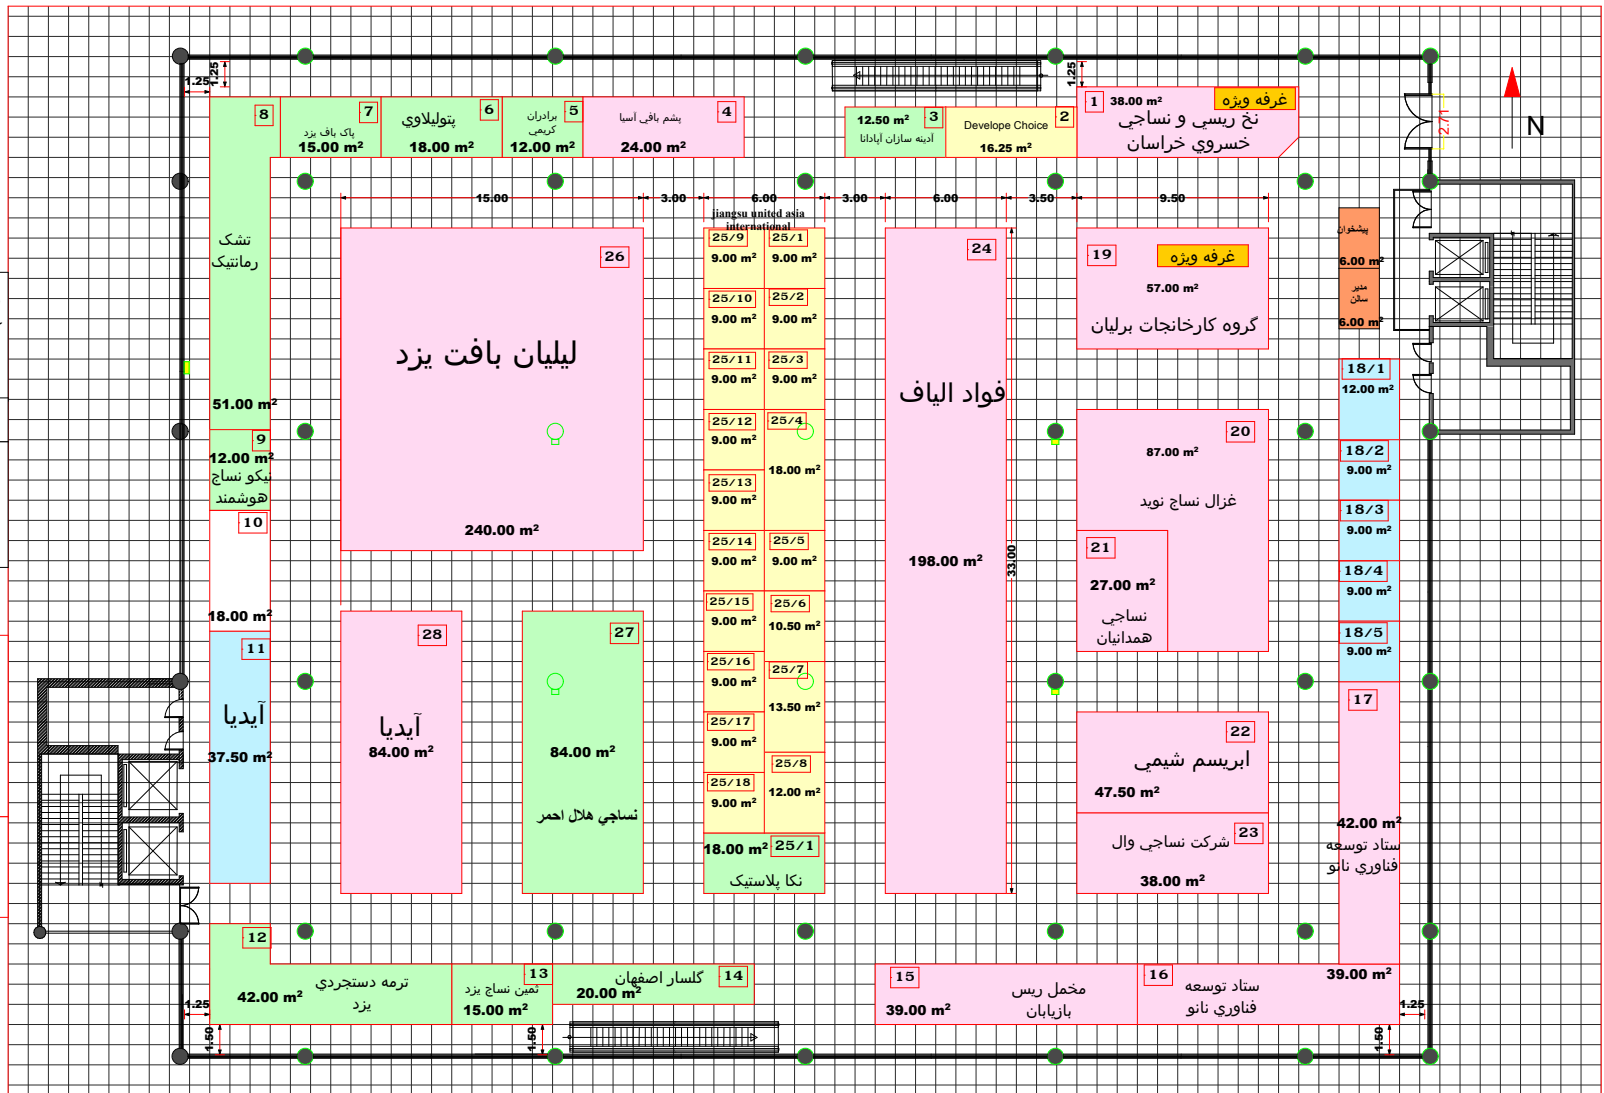 1.25
1.25
8
7
پاک باف یزد
15.00 m²
6
پتولیلاوي
18.00 m²
5
برادران
کریمي
12.00 m²
4
پشم بافي آسیا
24.00 m²
12.50 m²
3
آدینه سازان آپادانا
2
Develope Choice
16.25 m²
1.25
1
38.00 m²
غرفه ویژه
نخ ریسي و نساجي
خسروي خراسان
2.71
N
15.00
3.00
6.00
3.00
6.00
3.50
9.50
تشک
رمانتیک
51.00 m²
9
12.00 m²
نیکو نساج
هوشمند
10
18.00 m²
11
آیدیا
37.50 m²
26
لیلیان بافت یزد
240.00 m²
28
آیدیا
84.00 m²
27
84.00 m²
نساجي هلال احمر
jiangsu united asia
international
25/9
9.00 m²
25/1
9.00 m²
25/10
9.00 m²
25/2
9.00 m²
25/11
9.00 m²
25/3
9.00 m²
25/12
9.00 m²
25/4
18.00 m²
25/13
9.00 m²
25/14
9.00 m²
25/5
9.00 m²
25/15
9.00 m²
25/6
10.50 m²
25/16
9.00 m²
25/7
13.50 m²
25/17
9.00 m²
25/8
12.00 m²
25/18
9.00 m²
18.00 m²
25/1
نکا پلاستیک
24
فواد الیاف
198.00 m²
33.00
19
غرفه ویژه
57.00 m²
گروه کارخانجات برلیان
20
87.00 m²
غزال نساج نوید
21
27.00 m²
نساجي
همدانیان
22
ابریسم شیمي
47.50 m²
23
شرکت نساجي وال
38.00 m²
پیشخوان
6.00 m²
مدیر
سالن
6.00 m²
18/1
12.00 m²
18/2
9.00 m²
18/3
9.00 m²
18/4
9.00 m²
18/5
9.00 m²
17
42.00 m²
ستاد توسعه
فناوري نانو
12
42.00 m²
ترمه دستجردي
یزد
13
ثمین نساج یزد
15.00 m²
14
گلسار اصفهان
20.00 m²
15
39.00 m²
مخمل ریس
بازیابان
16
39.00 m²
ستاد توسعه
فناوري نانو
1.25
1.50
1.50
1.25
1.50